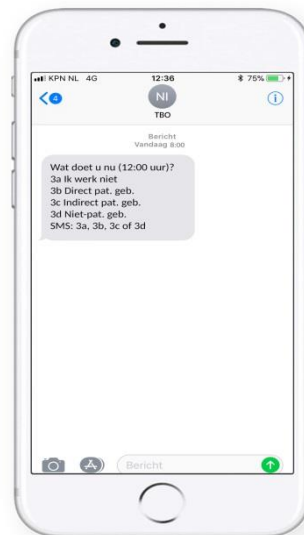 KPN NL 4G 12:36 75%
4 NI
TBO
Bericht
Vandaag 8:00
Wat doet u nu (12:00 uur)?
3a Ik werk niet
3b Direct pat. geb.
3c Indirect pat. geb.
3d Niet-pat. geb.
SMS: 3a, 3b, 3c of 3d
Bericht